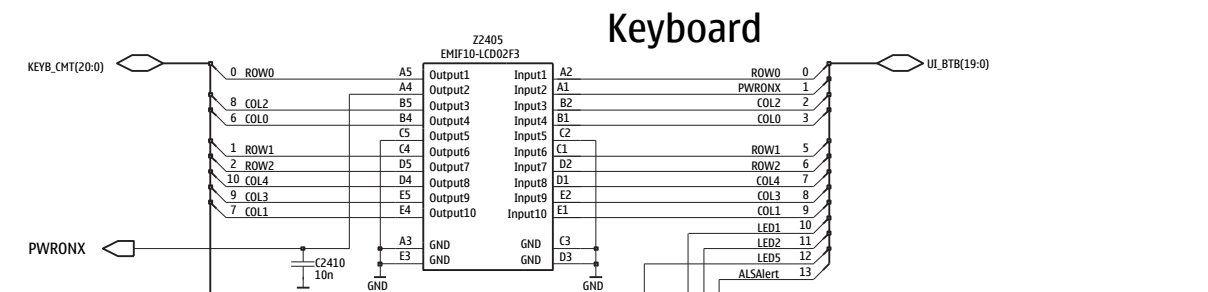 Keyboard
Z2405
EMIF10-LCD02F3
KEYB_CMT(20:0)
UI_BTB(19:0)
0 ROW0 A5 Output1 Input1 A2 ROW0 0
A4 Output2 Input2 A1 PWRONX 1
8 COL2 B5 Output3 Input3 B2 COL2 2
6 COL0 B4 Output4 Input4 B1 COL0 3
C5 Output5 Input5 C2
1 ROW1 C4 Output6 Input6 C1 ROW1 5
2 ROW2 D5 Output7 Input7 D2 ROW2 6
10 COL4 D4 Output8 Input8 D1 COL4 7
9 COL3 E5 Output9 Input9 E2 COL3 8
7 COL1 E4 Output10 Input10 E1 COL1 9
LED1 10
PWRONX A3 GND GND C3 LED2 11
E3 GND GND D3 LED5 12
C2410
10n
ALSAlert 13
GND GND